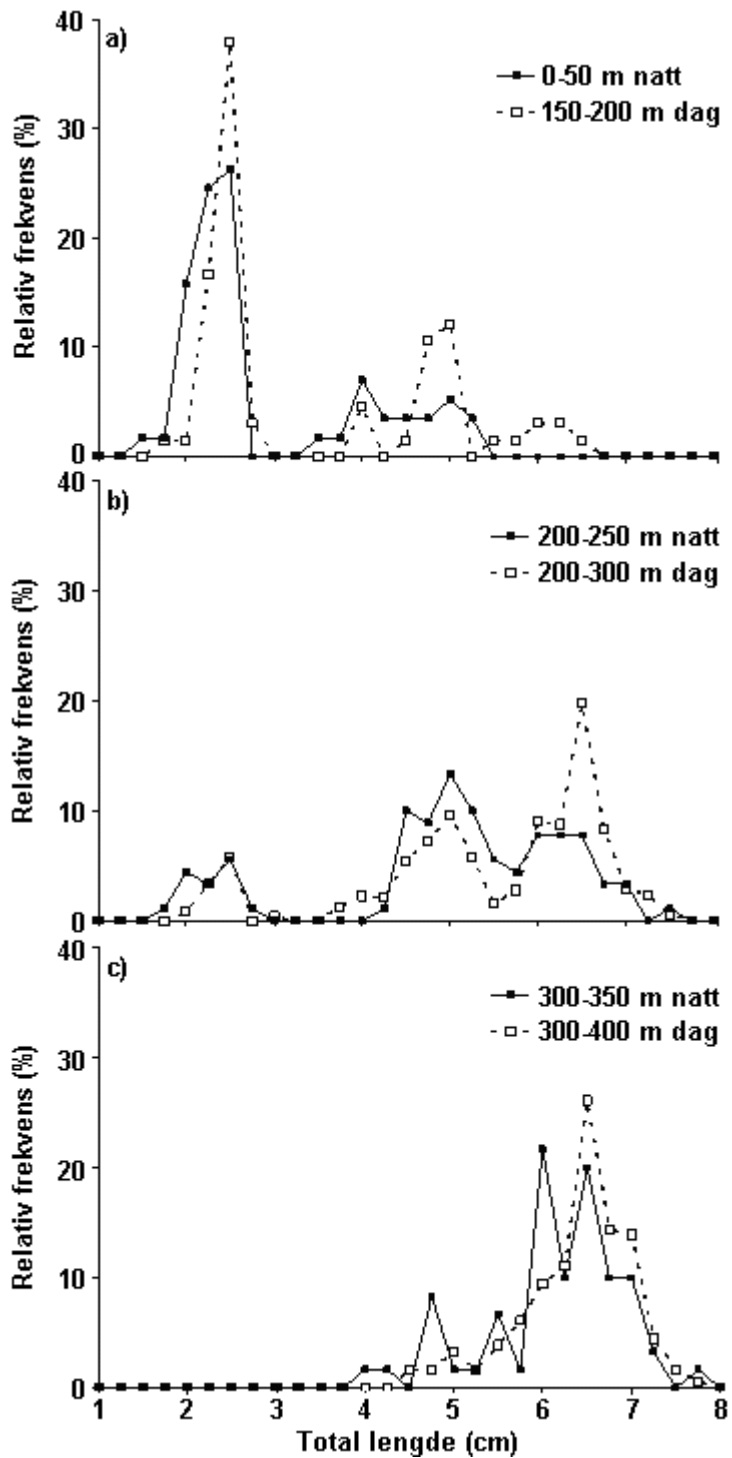 a)
0-50 m natt
150-200 m dag
Relativ frekvens (%)
40
30
20
10
0
b)
200-250 m natt
200-300 m dag
Relativ frekvens (%)
40
30
20
10
0
c)
300-350 m natt
300-400 m dag
Relativ frekvens (%)
40
30
20
10
0
1 2 3 4 5 6 7 8
Total lengde (cm)